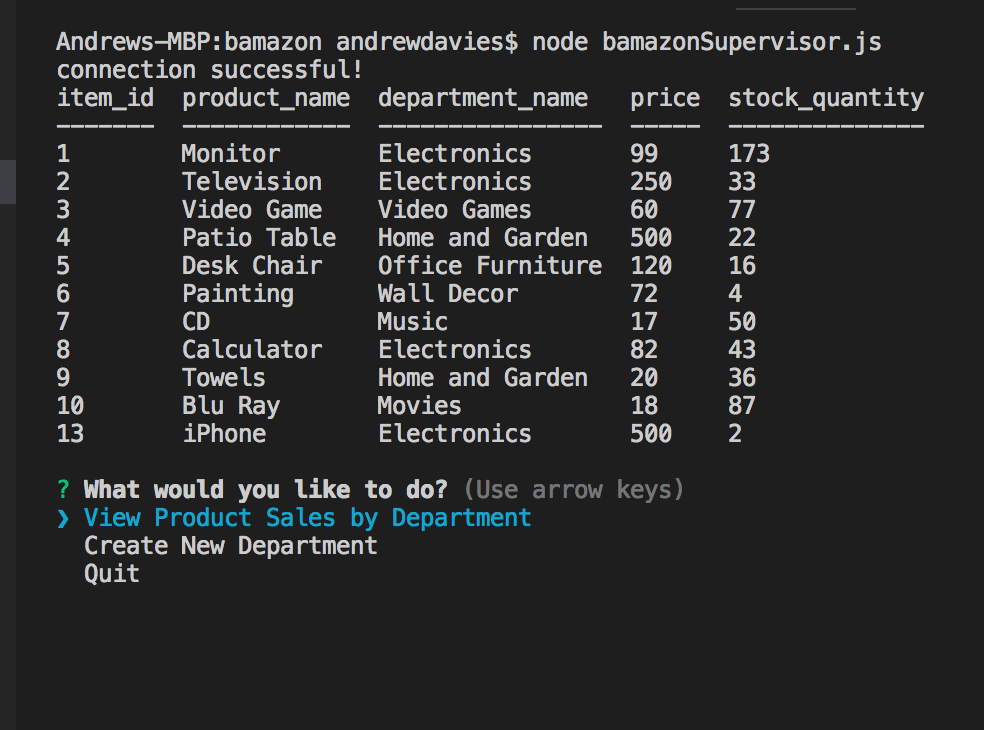 Andrews-MBP:bamazon andrewdavies$ node bamazonSupervisor.js
connection successful!
item_id  product_name  department_name   price  stock_quantity
-------  ------------  ----------------  -----  --------------
1        Monitor       Electronics       99     173
2        Television    Electronics       250    33
3        Video Game    Video Games       60     77
4        Patio Table   Home and Garden   500    22
5        Desk Chair    Office Furniture  120    16
6        Painting      Wall Decor        72     4
7        CD            Music             17     50
8        Calculator    Electronics       82     43
9        Towels        Home and Garden   20     36
10       Blu Ray       Movies            18     87
13       iPhone        Electronics       500    2
? What would you like to do? (Use arrow keys)
❯ View Product Sales by Department
  Create New Department
  Quit